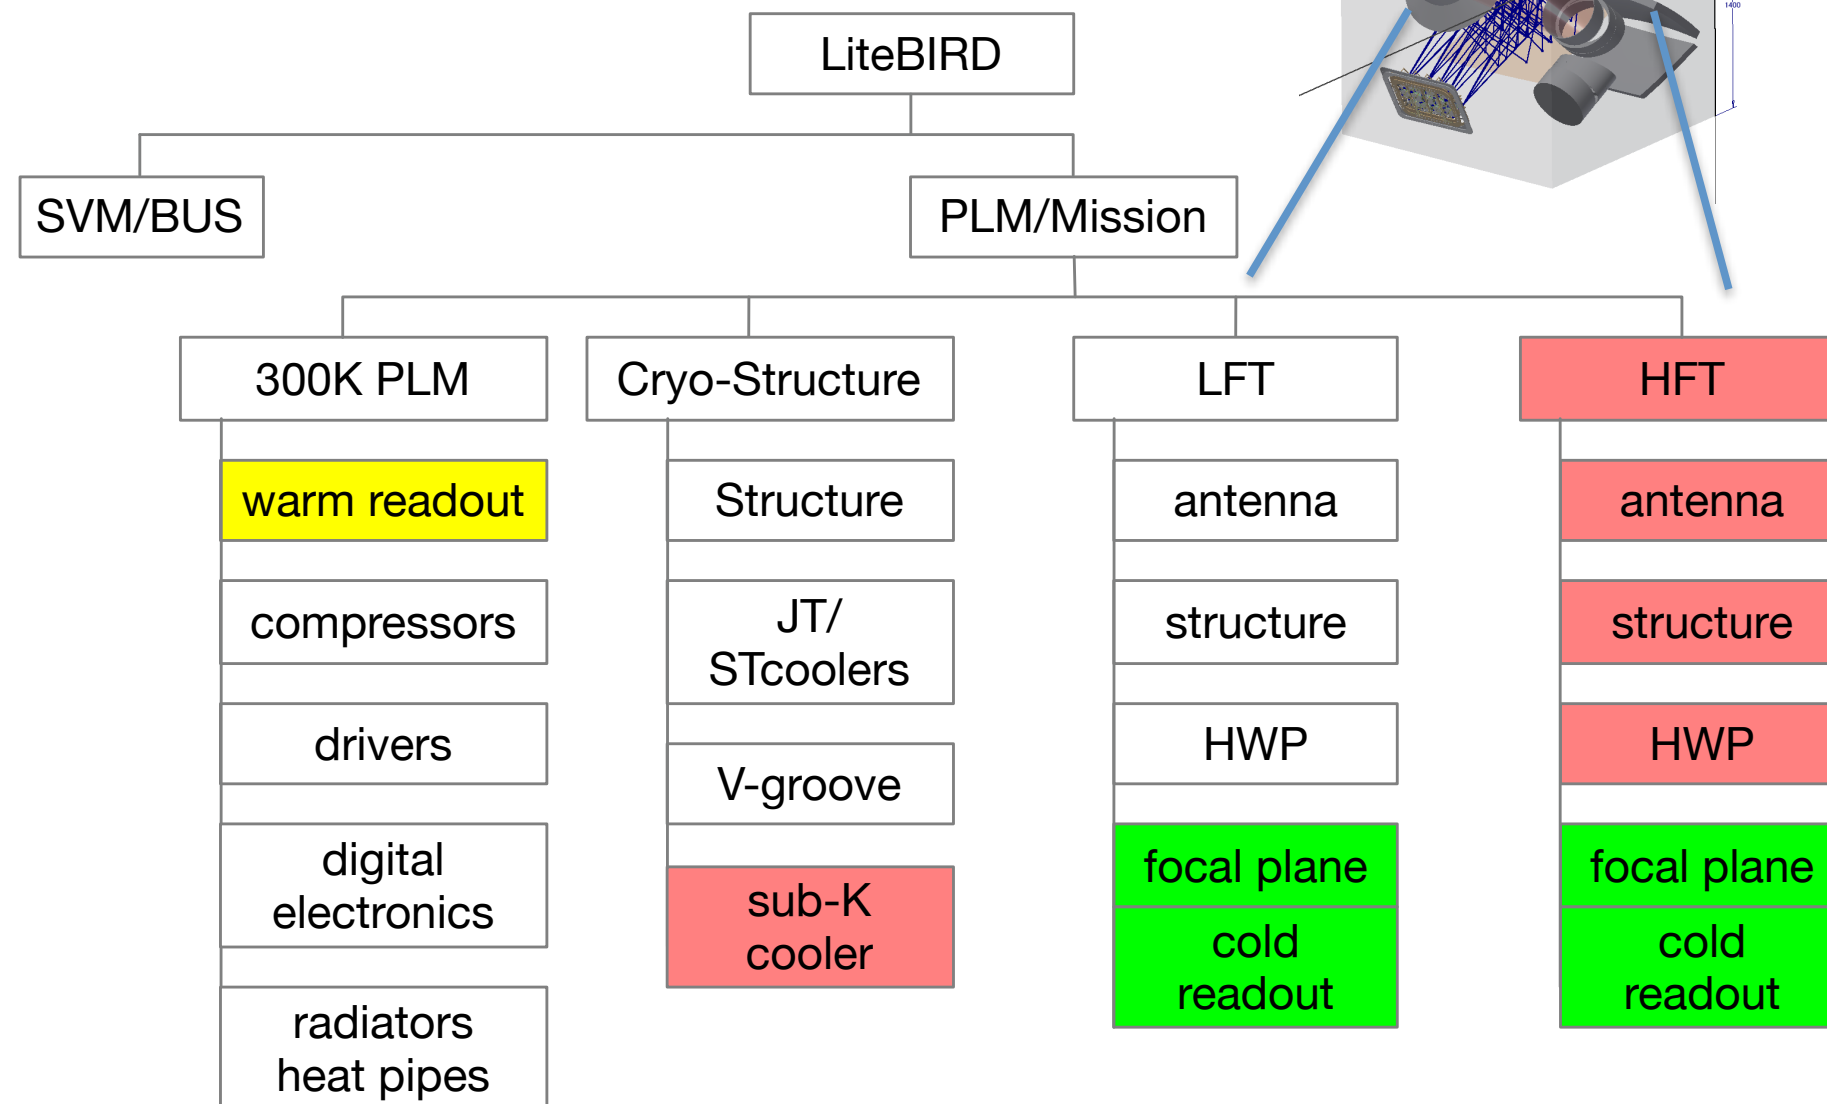 1400
LiteBIRD
SVM/BUS
PLM/Mission
300K PLM
Cryo-Structure
LFT
HFT
warm readout
Structure
antenna
antenna
compressors
JT/
STcoolers
structure
structure
drivers
V-groove
HWP
HWP
digital
electronics
sub-K
cooler
focal plane
focal plane
cold
readout
cold
readout
radiators
heat pipes